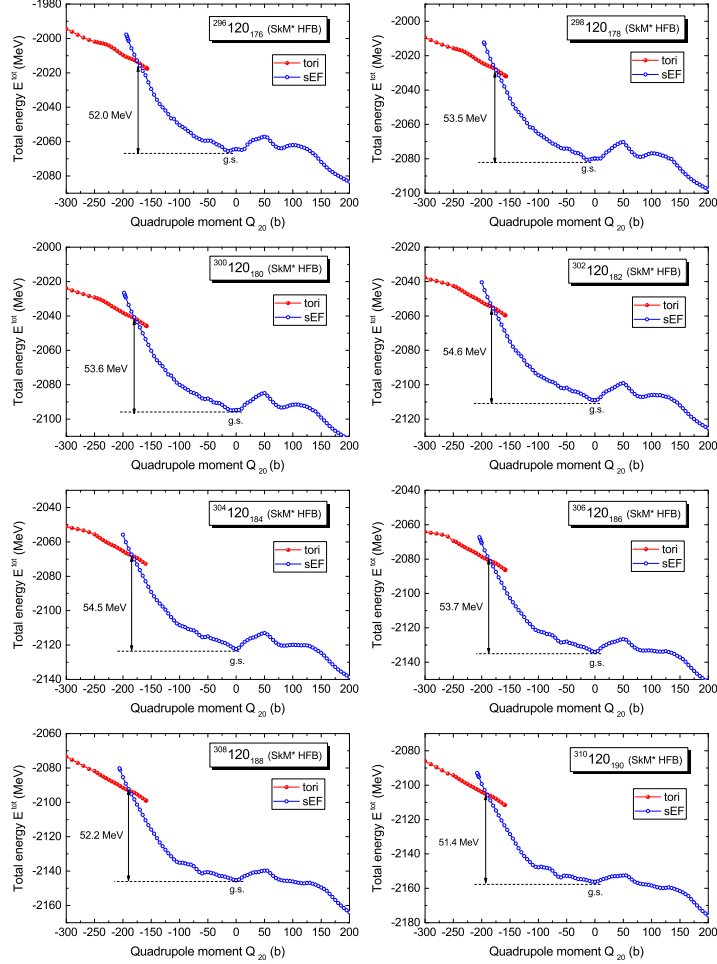 ²⁹⁶120₁₇₆ (SkM* HFB)
tori
sEF
52.0 MeV
g.s.
Total energy E^tot (MeV)
-1980
-2000
-2020
-2040
-2060
-2080
-300 -250 -200 -150 -100 -50 0 50 100 150 200
Quadrupole moment Q₂₀ (b)
²⁹⁸120₁₇₈ (SkM* HFB)
tori
sEF
53.5 MeV
g.s.
Total energy E^tot (MeV)
-2000
-2020
-2040
-2060
-2080
-2100
-300 -250 -200 -150 -100 -50 0 50 100 150 200
Quadrupole moment Q₂₀ (b)
³⁰⁰120₁₈₀ (SkM* HFB)
tori
sEF
53.6 MeV
g.s.
Total energy E^tot (MeV)
-2000
-2020
-2040
-2060
-2080
-2100
-300 -250 -200 -150 -100 -50 0 50 100 150 200
Quadrupole moment Q₂₀ (b)
³⁰²120₁₈₂ (SkM* HFB)
tori
sEF
54.6 MeV
g.s.
Total energy E^tot (MeV)
-2020
-2040
-2060
-2080
-2100
-2120
-300 -250 -200 -150 -100 -50 0 50 100 150 200
Quadrupole moment Q₂₀ (b)
³⁰⁴120₁₈₄ (SkM* HFB)
tori
sEF
54.5 MeV
g.s.
Total energy E^tot (MeV)
-2040
-2060
-2080
-2100
-2120
-2140
-300 -250 -200 -150 -100 -50 0 50 100 150 200
Quadrupole moment Q₂₀ (b)
³⁰⁶120₁₈₆ (SkM* HFB)
tori
sEF
53.7 MeV
g.s.
Total energy E^tot (MeV)
-2040
-2060
-2080
-2100
-2120
-2140
-300 -250 -200 -150 -100 -50 0 50 100 150 200
Quadrupole moment Q₂₀ (b)
³⁰⁸120₁₈₈ (SkM* HFB)
tori
sEF
52.2 MeV
g.s.
Total energy E^tot (MeV)
-2060
-2080
-2100
-2120
-2140
-2160
-300 -250 -200 -150 -100 -50 0 50 100 150 200
Quadrupole moment Q₂₀ (b)
³¹⁰120₁₉₀ (SkM* HFB)
tori
sEF
51.4 MeV
g.s.
Total energy E^tot (MeV)
-2080
-2100
-2120
-2140
-2160
-2180
-300 -250 -200 -150 -100 -50 0 50 100 150 200
Quadrupole moment Q₂₀ (b)